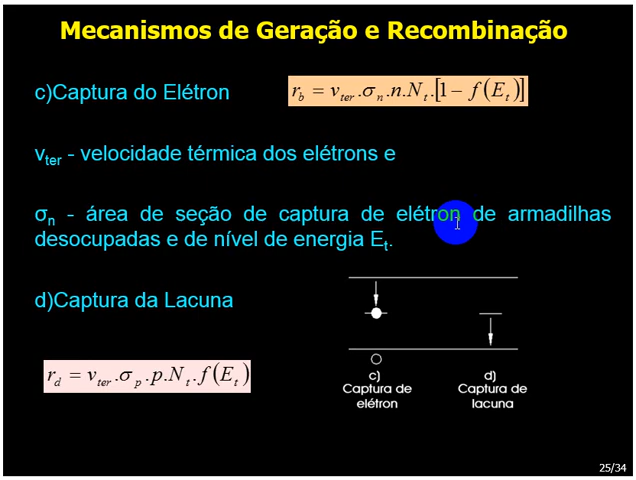 Mecanismos de Geração e Recombinação
c)Captura do Elétron
r_b = v_ter.σ_n.n.N_t.[1 − f(E_t)]
v_ter - velocidade térmica dos elétrons e
σ_n - área de seção de captura de elétron de armadilhas
desocupadas e de nível de energia E_t.
d)Captura da Lacuna
r_d = v_ter.σ_p.p.N_t.f(E_t)
c)
Captura de
elétron
d)
Captura de
lacuna
25/34